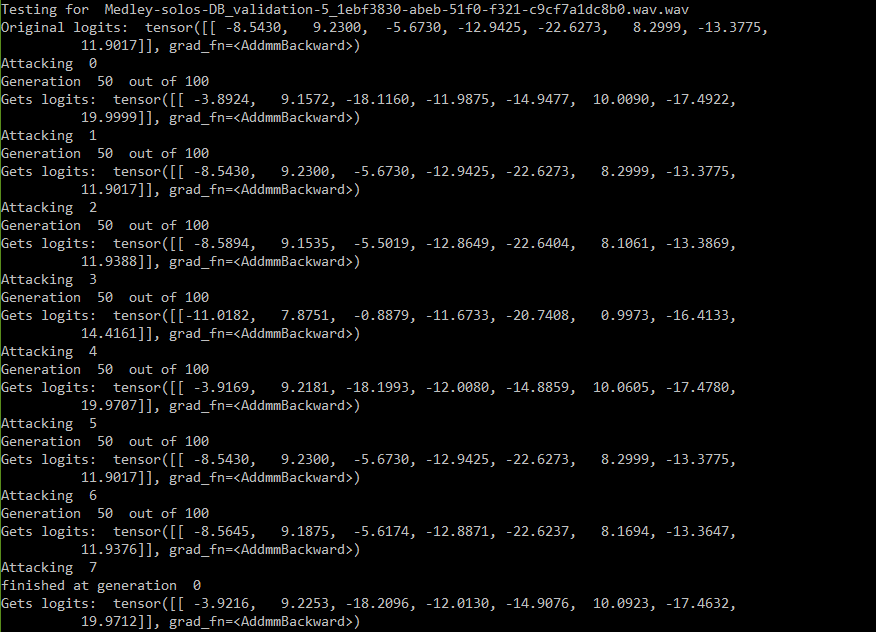 Testing for  Medley-solos-DB_validation-5_1ebf3830-abeb-51f0-f321-c9cf7a1dc8b0.wav.wav
Original logits:  tensor([[ -8.5430,   9.2300,  -5.6730, -12.9425, -22.6273,   8.2999, -13.3775,
          11.9017]], grad_fn=<AddmmBackward>)
Attacking  0
Generation  50  out of 100
Gets logits:  tensor([[ -3.8924,   9.1572, -18.1160, -11.9875, -14.9477,  10.0090, -17.4922,
          19.9999]], grad_fn=<AddmmBackward>)
Attacking  1
Generation  50  out of 100
Gets logits:  tensor([[ -8.5430,   9.2300,  -5.6730, -12.9425, -22.6273,   8.2999, -13.3775,
          11.9017]], grad_fn=<AddmmBackward>)
Attacking  2
Generation  50  out of 100
Gets logits:  tensor([[ -8.5894,   9.1535,  -5.5019, -12.8649, -22.6404,   8.1061, -13.3869,
          11.9388]], grad_fn=<AddmmBackward>)
Attacking  3
Generation  50  out of 100
Gets logits:  tensor([[-11.0182,   7.8751,  -0.8879, -11.6733, -20.7408,   0.9973, -16.4133,
          14.4161]], grad_fn=<AddmmBackward>)
Attacking  4
Generation  50  out of 100
Gets logits:  tensor([[ -3.9169,   9.2181, -18.1993, -12.0080, -14.8859,  10.0605, -17.4780,
          19.9707]], grad_fn=<AddmmBackward>)
Attacking  5
Generation  50  out of 100
Gets logits:  tensor([[ -8.5430,   9.2300,  -5.6730, -12.9425, -22.6273,   8.2999, -13.3775,
          11.9017]], grad_fn=<AddmmBackward>)
Attacking  6
Generation  50  out of 100
Gets logits:  tensor([[ -8.5645,   9.1875,  -5.6174, -12.8871, -22.6237,   8.1694, -13.3647,
          11.9376]], grad_fn=<AddmmBackward>)
Attacking  7
finished at generation  0
Gets logits:  tensor([[ -3.9216,   9.2253, -18.2096, -12.0130, -14.9076,  10.0923, -17.4632,
          19.9712]], grad_fn=<AddmmBackward>)